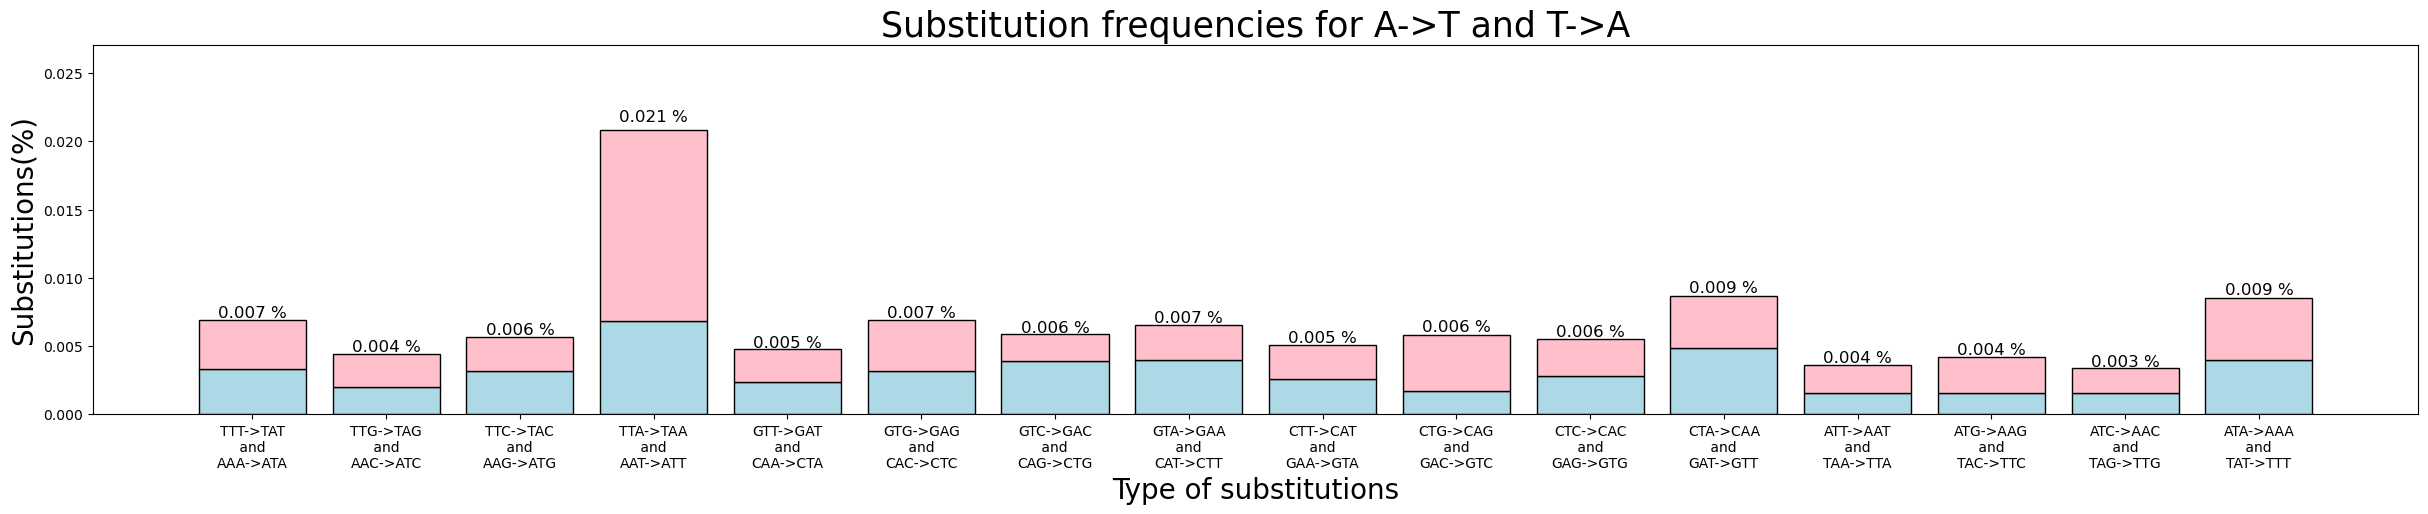 Substitution frequencies for A->T and T->A
Substitutions(%)
0.025
0.020
0.015
0.010
0.005
0.000
0.007 %
0.004 %
0.006 %
0.021 %
0.005 %
0.007 %
0.006 %
0.007 %
0.005 %
0.006 %
0.006 %
0.009 %
0.004 %
0.004 %
0.003 %
0.009 %
TTT->TAT
and
AAA->ATA
TTG->TAG
and
AAC->ATC
TTC->TAC
and
AAG->ATG
TTA->TAA
and
AAT->ATT
GTT->GAT
and
CAA->CTA
GTG->GAG
and
CAC->CTC
GTC->GAC
and
CAG->CTG
GTA->GAA
and
CAT->CTT
CTT->CAT
and
GAA->GTA
CTG->CAG
and
GAC->GTC
CTC->CAC
and
GAG->GTG
CTA->CAA
and
GAT->GTT
ATT->AAT
and
TAA->TTA
ATG->AAG
and
TAC->TTC
ATC->AAC
and
TAG->TTG
ATA->AAA
and
TAT->TTT
Type of substitutions